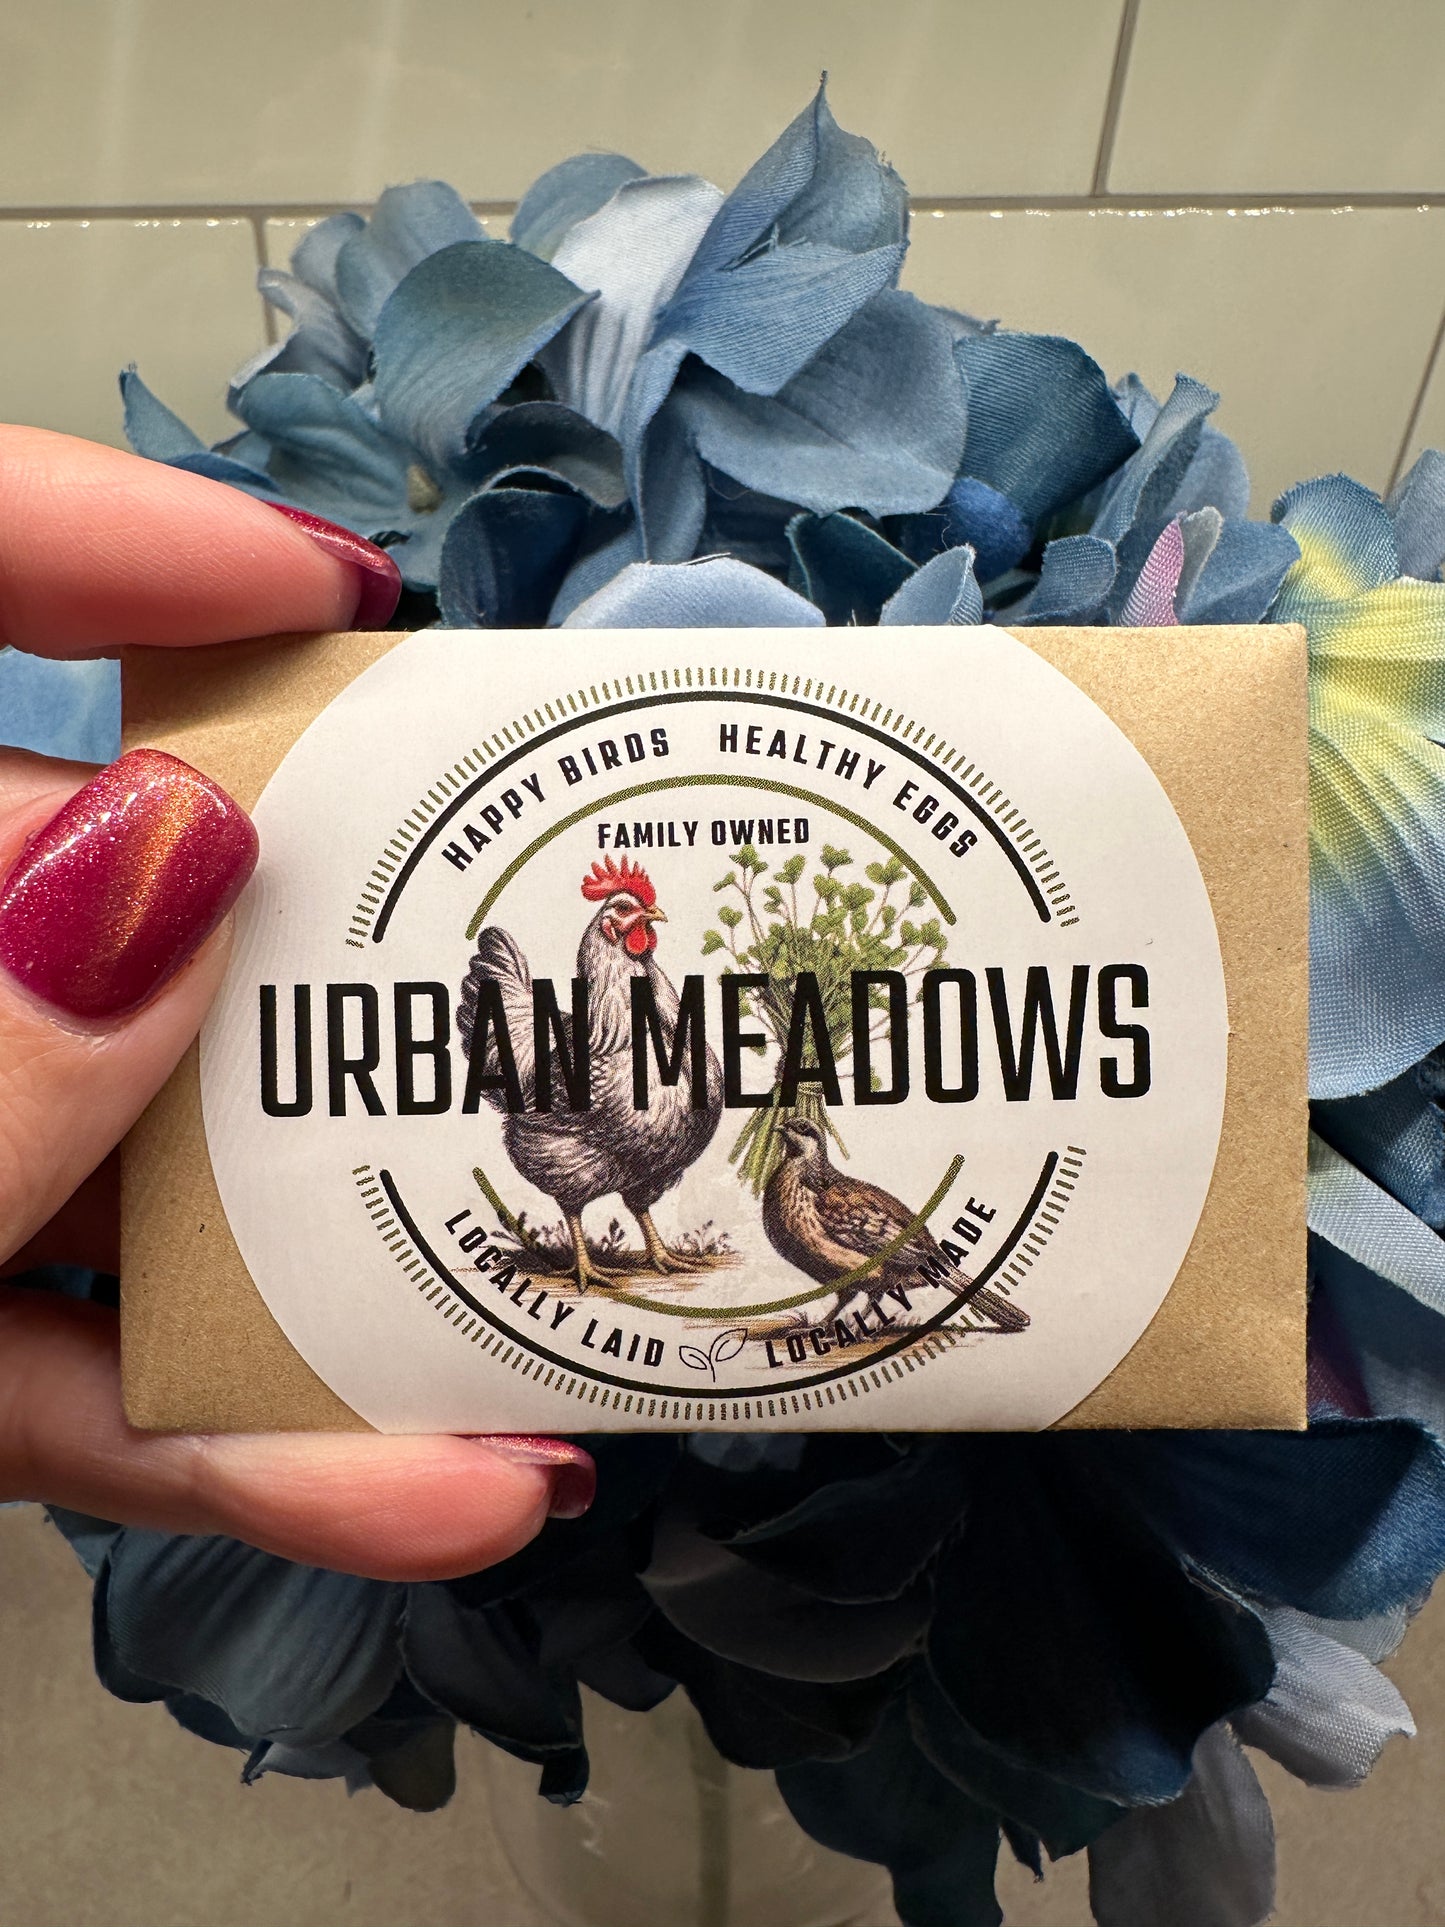 HAPPY BIRDS HEALTHY EGGS
FAMILY OWNED
URBAN MEADOWS
LOCALLY LAID LOCALLY MADE